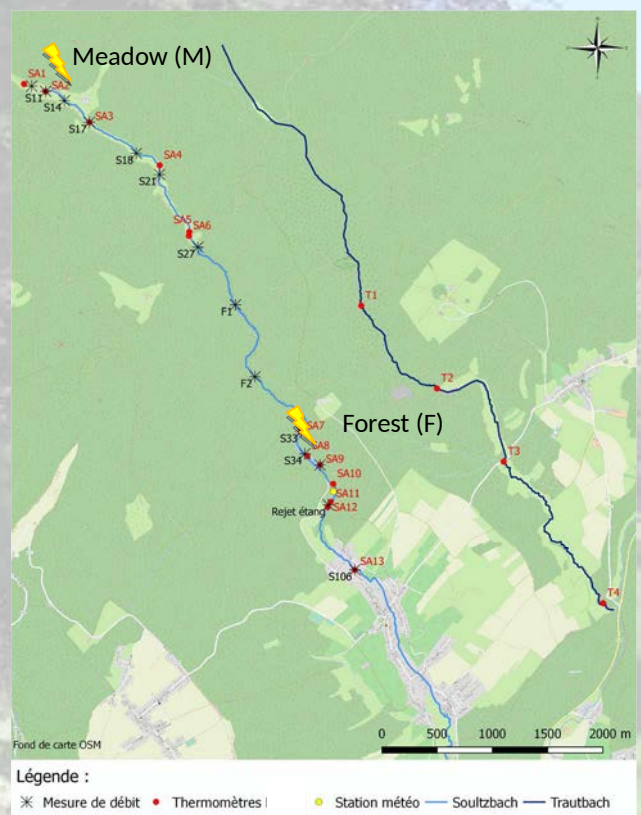 Meadow (M)
SA1
S11
SA2
S14
SA3
S17
S18
SA4
S21
SA5
SA6
S27
T1
F1
F2
T2
Forest (F)
SA7
S33
SA8
S34
SA9
T3
SA10
SA11
Rejet étang
SA12
SA13
S106
T4
0 500 1000 1500 2000 m
Fond de carte OSM
Légende :
Mesure de débit Thermomètres Station météo Soultzbach Trautbach